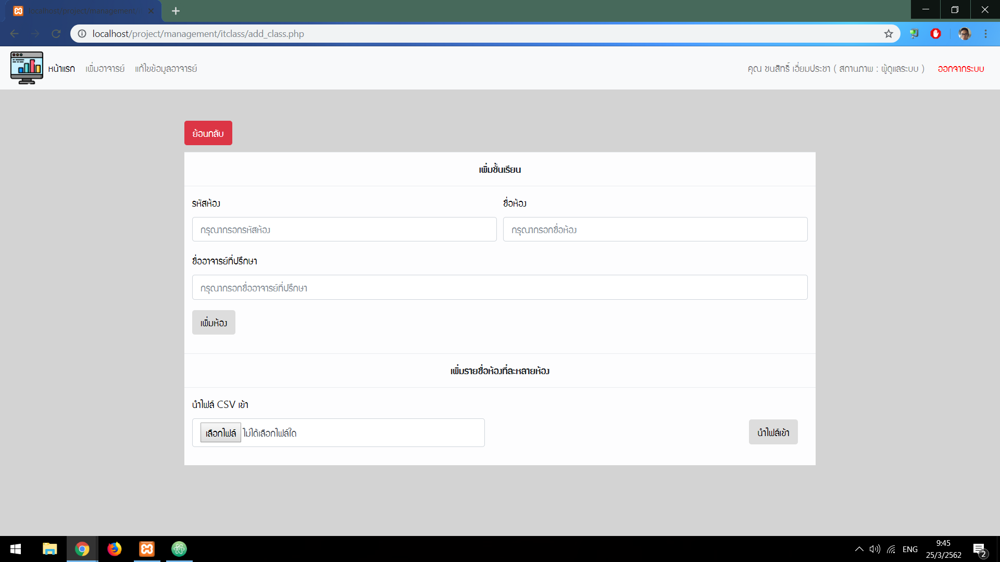 localhost/project/management
localhost/project/management/itclass/add_class.php
หน้าแรก เพิ่มอาจารย์ แก้ไขข้อมูลอาจารย์ คุณ ชนสิทธิ์ เอี่ยมประชา ( สถานภาพ : ผู้ดูแลระบบ ) ออกจากระบบ
ย้อนกลับ
เพิ่มชั้นเรียน
รหัสห้อง ชื่อห้อง
กรุณากรอกรหัสห้อง กรุณากรอกชื่อห้อง
ชื่ออาจารย์ที่ปรึกษา
กรุณากรอกชื่ออาจารย์ที่ปรึกษา
เพิ่มห้อง
เพิ่มรายชื่อห้องที่ละหลายห้อง
นำไฟล์ CSV เข้า
เลือกไฟล์ ไม่ได้เลือกไฟล์ใด นำไฟล์เข้า
ENG 9:45
25/3/2562 2